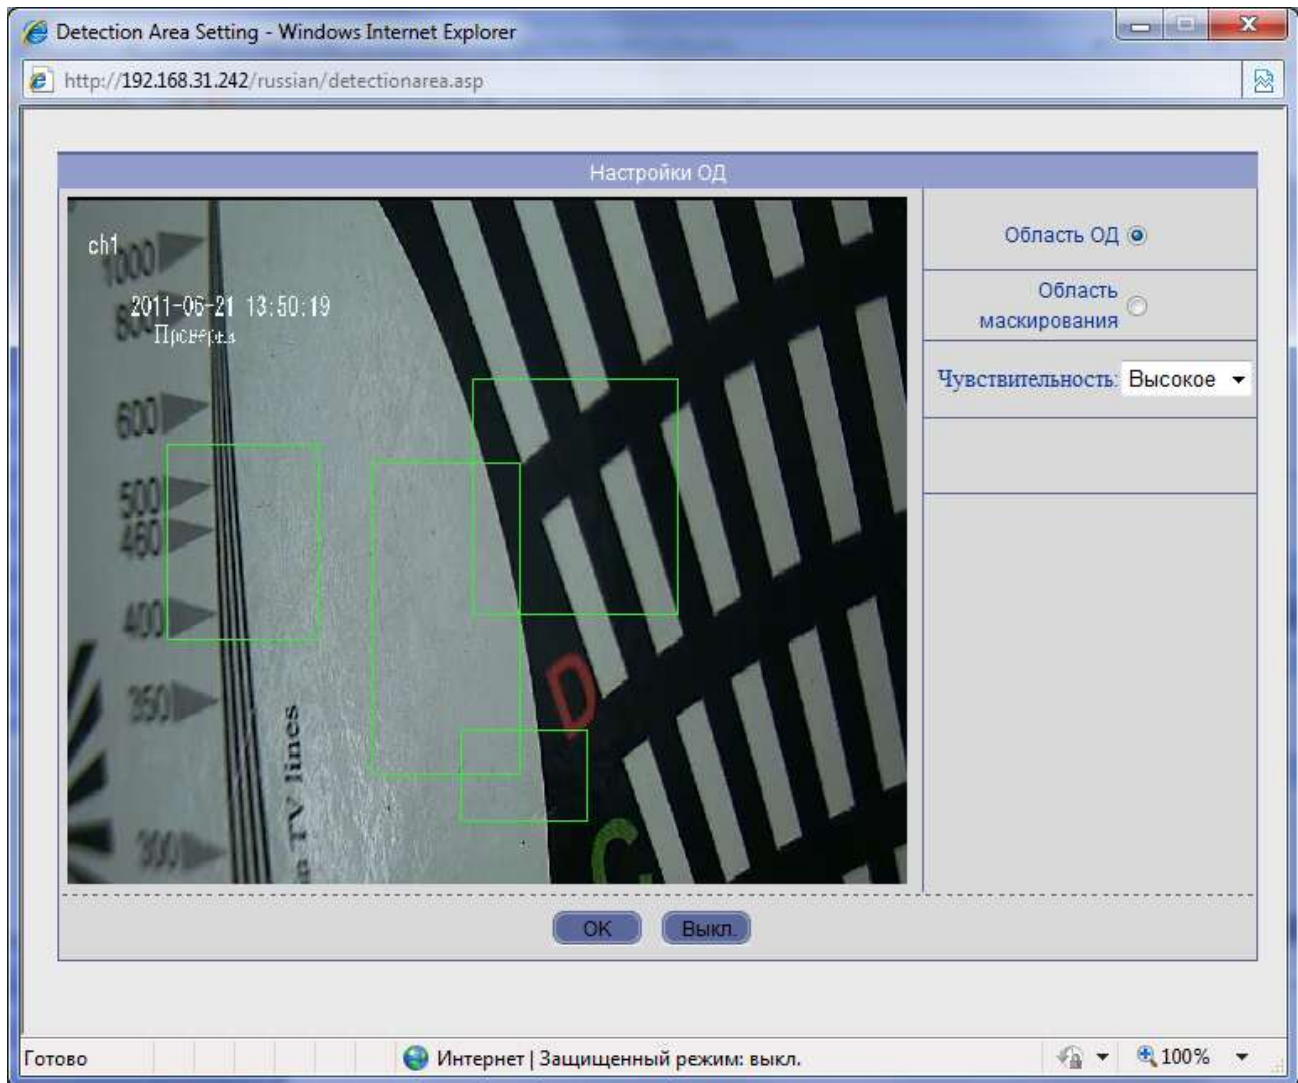 Detection Area Setting - Windows Internet Explorer
http://192.168.31.242/russian/detectionarea.asp
Настройки ОД
ch1
1000
2011-06-21 13:50:19
800
Проверка
600
500
460
400
350
TV lines
300
D
C
Область ОД
Область
маскирования
Чувствительность: Высокое
OK Выкл.
Готово Интернет | Защищенный режим: выкл. 100%